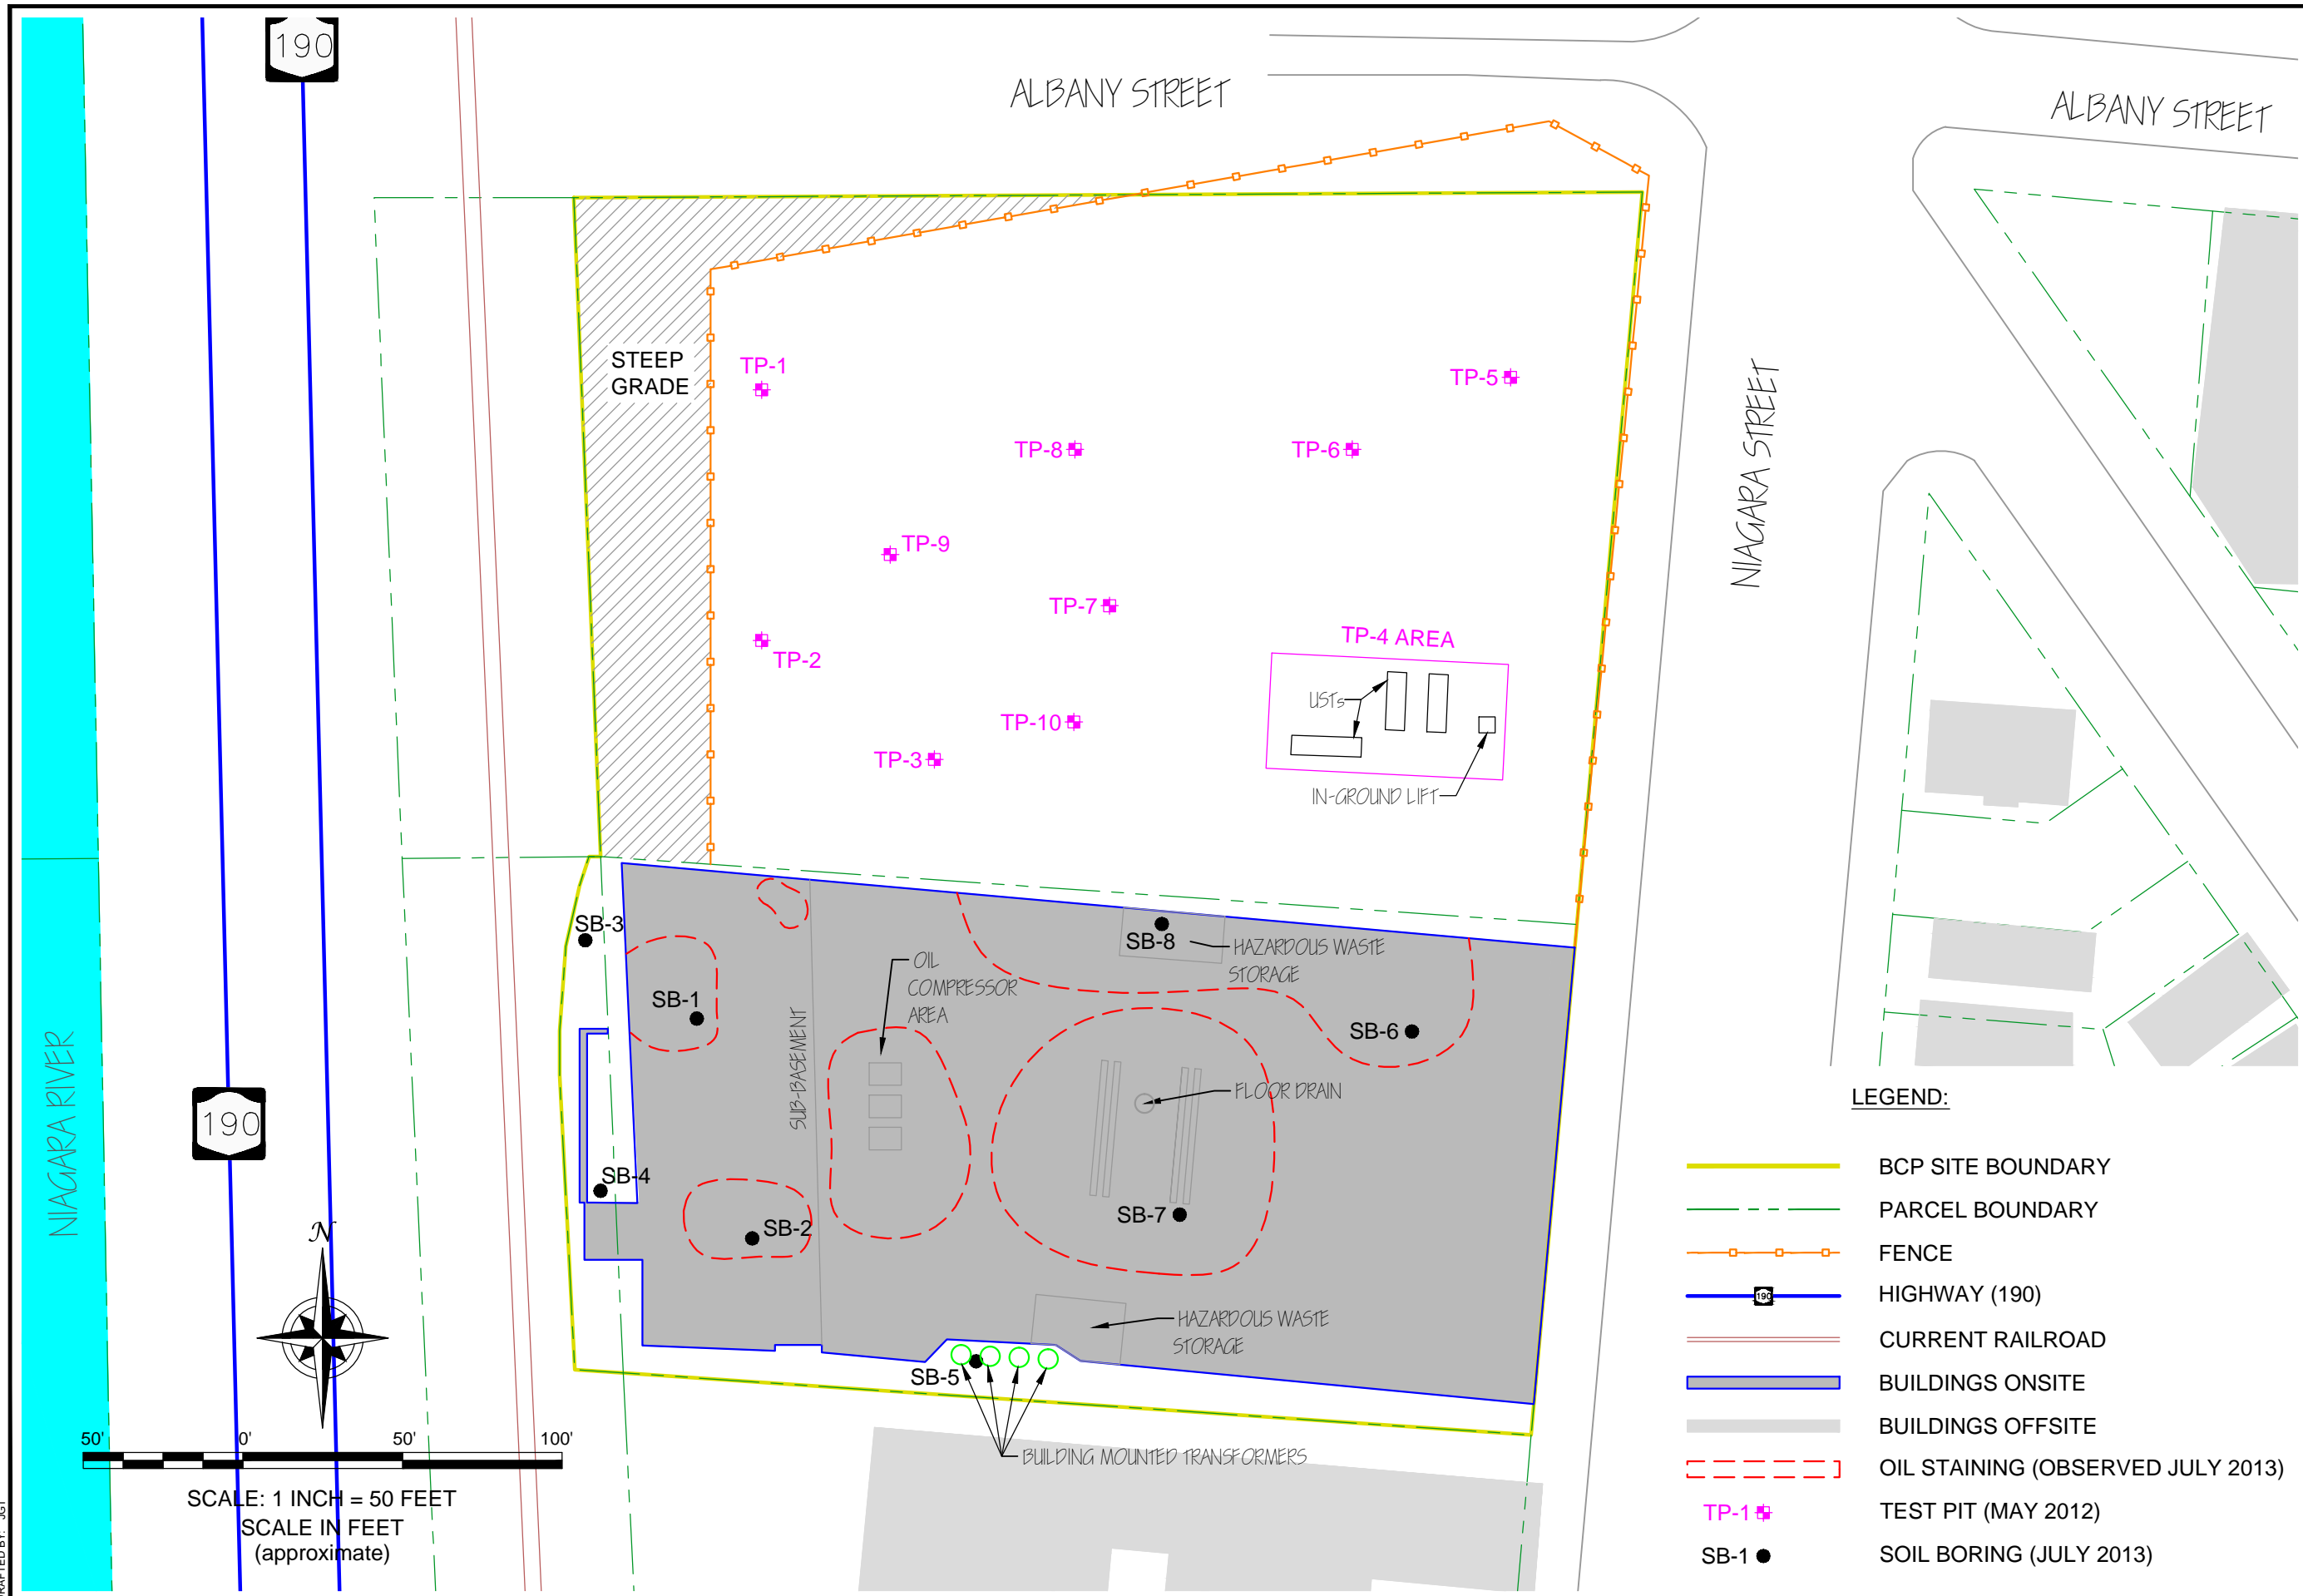 190
ALBANY STREET
ALBANY STREET
STEEP
GRADE
TP-1
TP-5
TP-8
TP-6
NIAGARA STREET
TP-9
TP-7
TP-2
TP-4 AREA
USTs
TP-10
TP-3
IN-GROUND LIFT
SB-3
SB-8
HAZARDOUS WASTE
STORAGE
OIL
COMPRESSOR
AREA
SB-1
SUB-BASEMENT
SB-6
NIAGARA RIVER
190
FLOOR DRAIN
SB-4
SB-2
SB-7
HAZARDOUS WASTE
STORAGE
SB-5
BUILDING MOUNTED TRANSFORMERS
N
50' 0' 50' 100'
SCALE: 1 INCH = 50 FEET
SCALE IN FEET
(approximate)
LEGEND:
BCP SITE BOUNDARY
PARCEL BOUNDARY
FENCE
190 HIGHWAY (190)
CURRENT RAILROAD
BUILDINGS ONSITE
BUILDINGS OFFSITE
OIL STAINING (OBSERVED JULY 2013)
TP-1 TEST PIT (MAY 2012)
SB-1 SOIL BORING (JULY 2013)